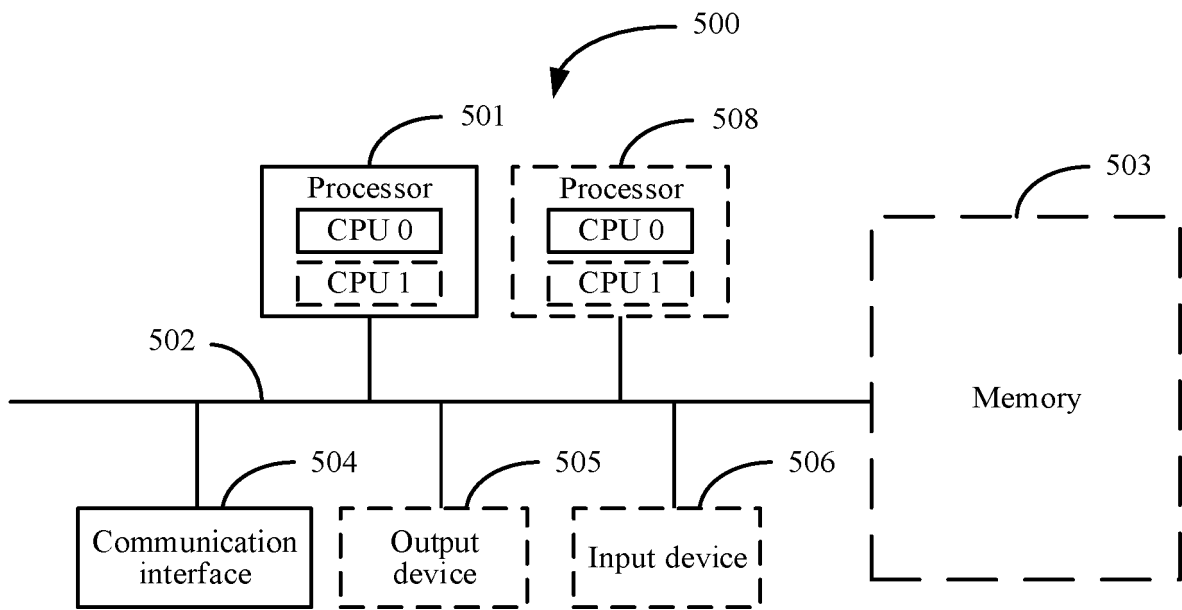 500
501
508
503
Processor
CPU 0
CPU 1
Processor
CPU 0
CPU 1
502
Memory
504
505
506
Communication
interface
Output
device
Input device